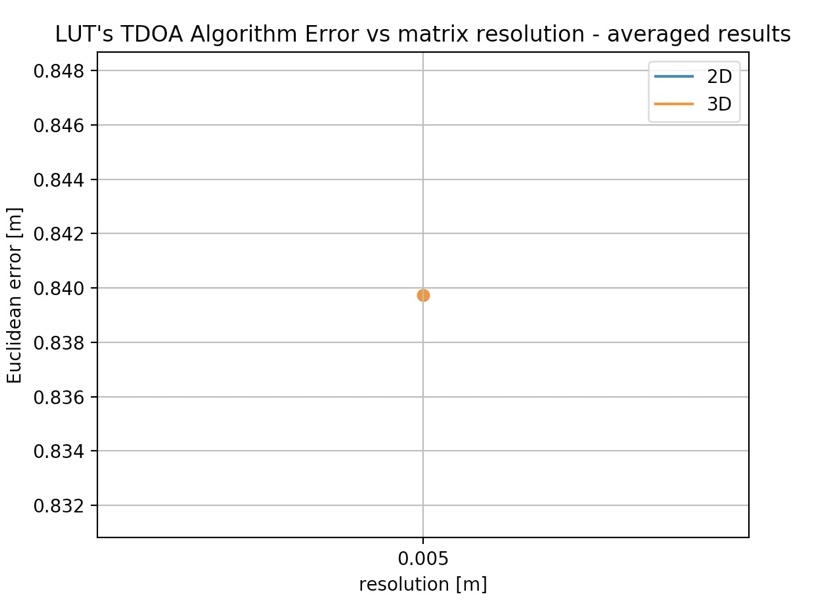 LUT's TDOA Algorithm Error vs matrix resolution - averaged results
2D
3D
0.848
0.846
0.844
0.842
0.840
0.838
0.836
0.834
0.832
Euclidean error [m]
0.005
resolution [m]